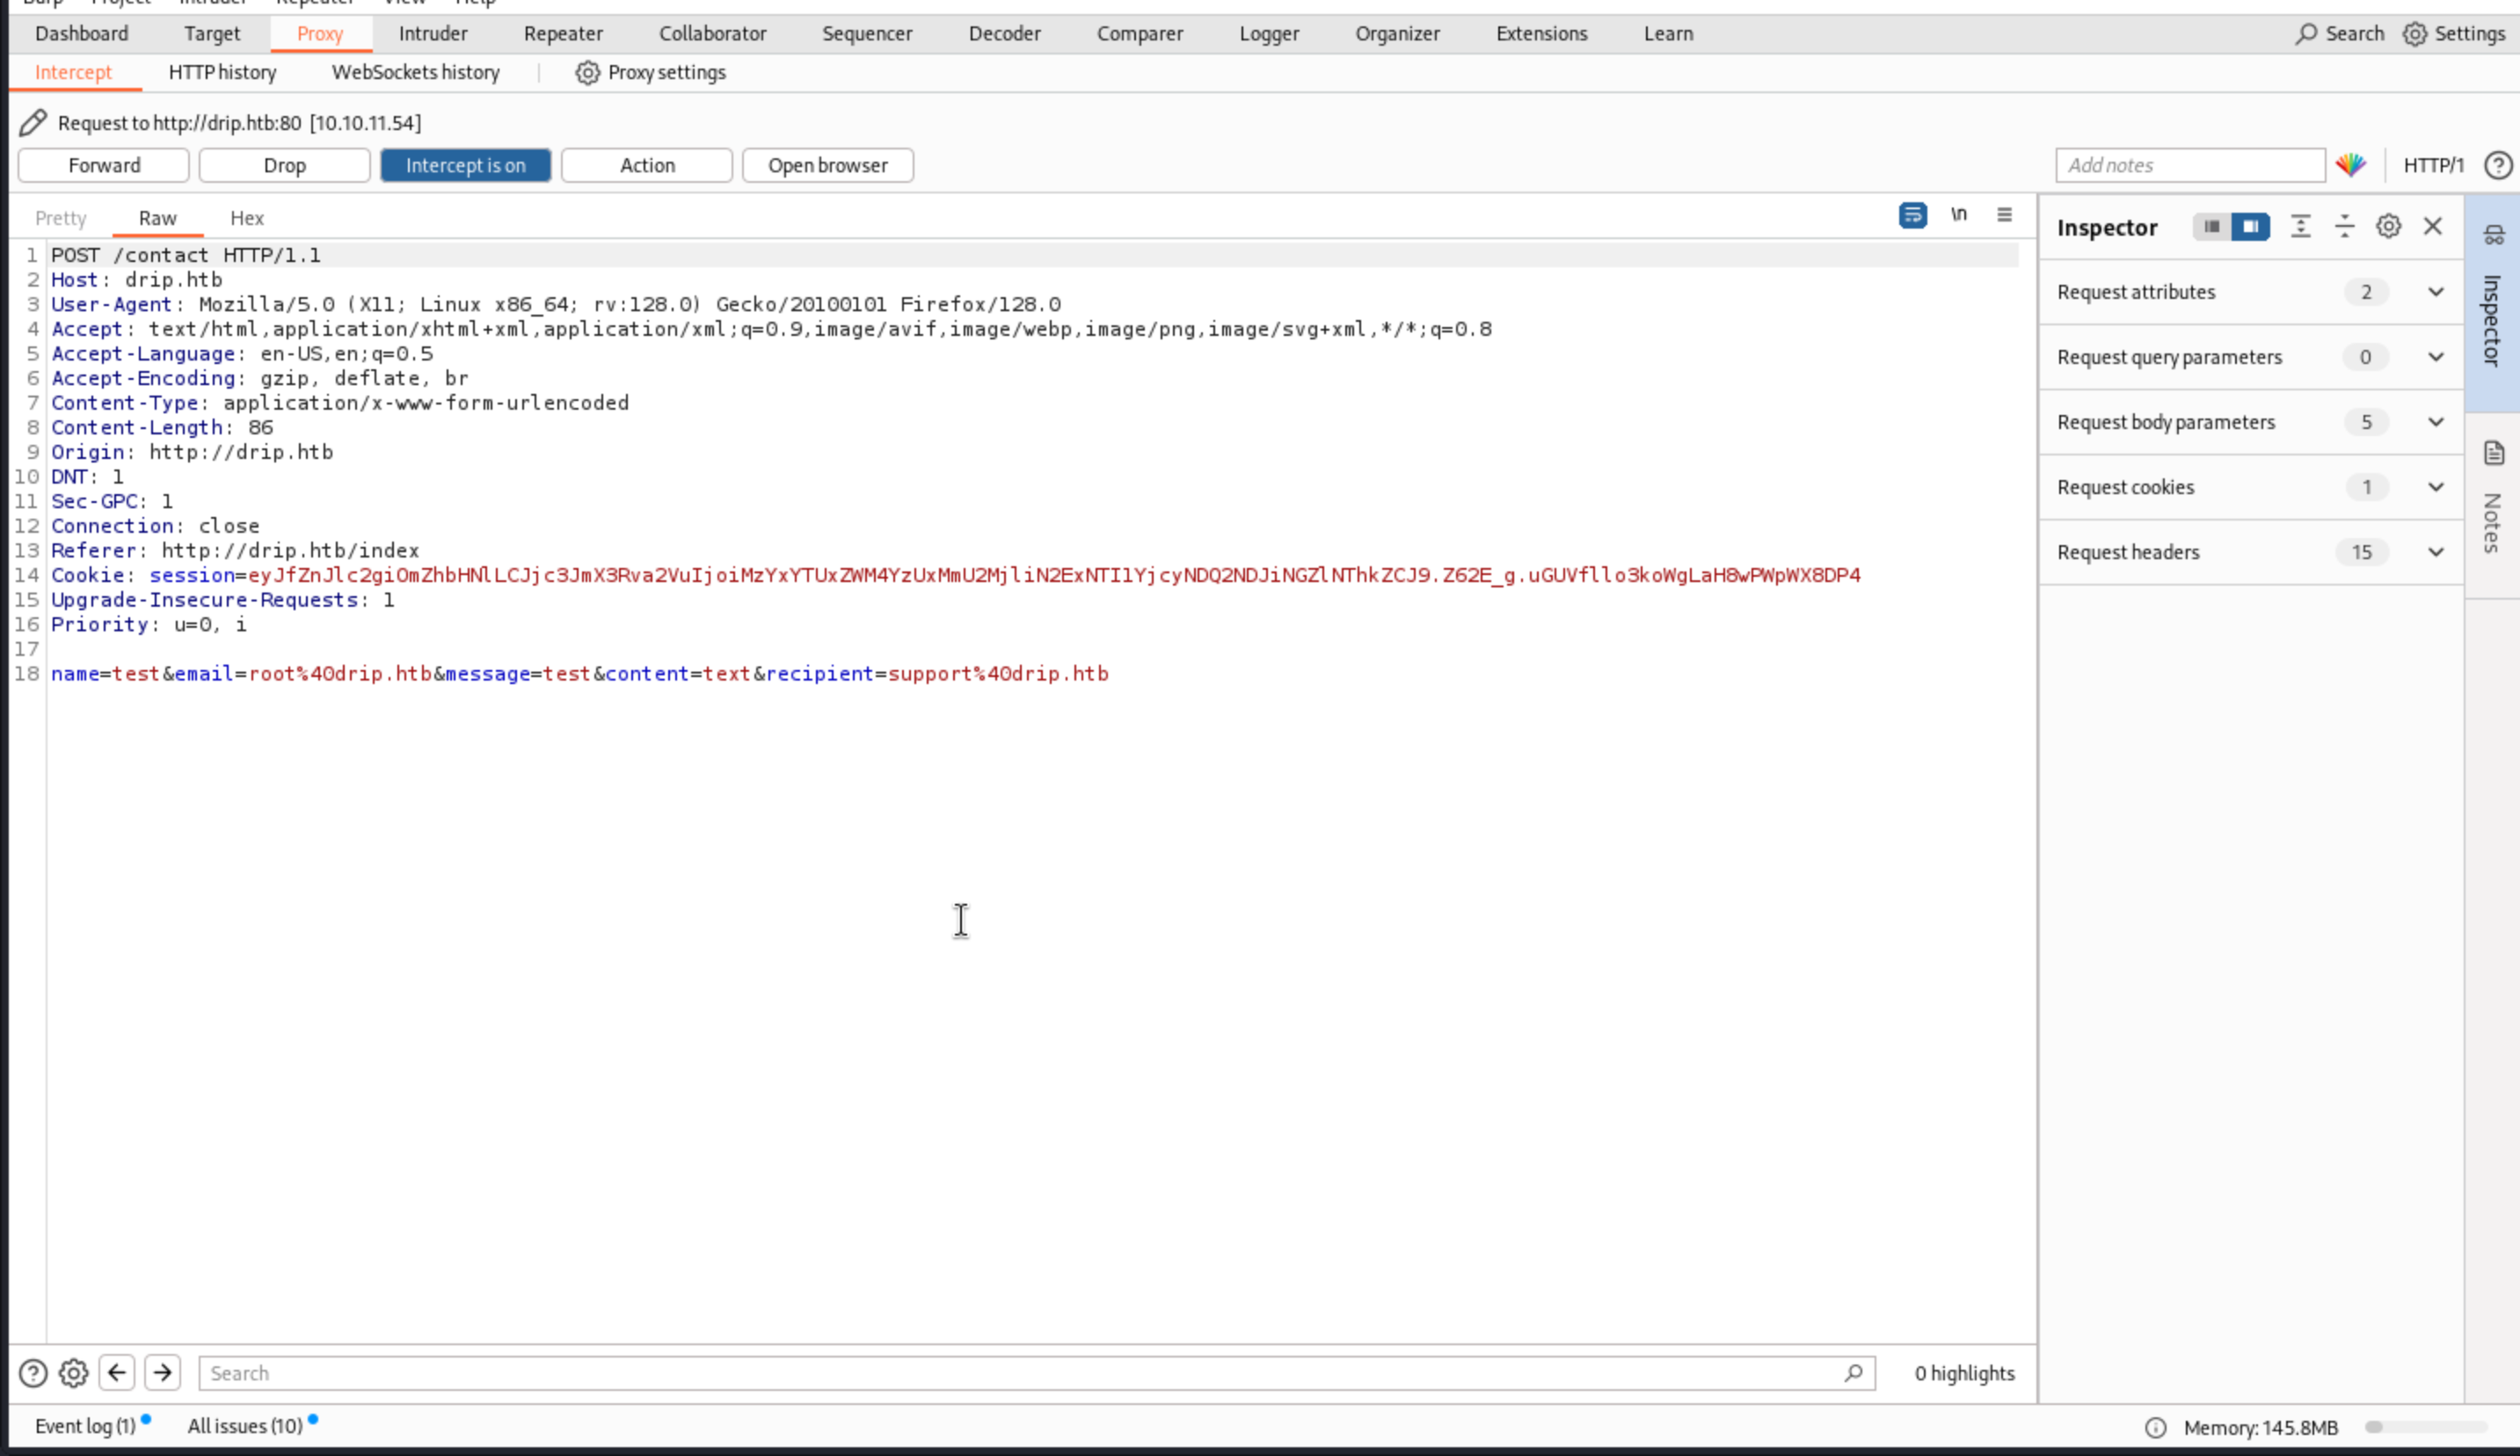 Burp Project Intruder Repeater View Help
Dashboard Target Proxy Intruder Repeater Collaborator Sequencer Decoder Comparer Logger Organizer Extensions Learn Search Settings
Intercept HTTP history WebSockets history Proxy settings
Request to http://drip.htb:80 [10.10.11.54]
Forward Drop Intercept is on Action Open browser Add notes HTTP/1
Pretty Raw Hex \n
1 POST /contact HTTP/1.1
2 Host: drip.htb
3 User-Agent: Mozilla/5.0 (X11; Linux x86_64; rv:128.0) Gecko/20100101 Firefox/128.0
4 Accept: text/html,application/xhtml+xml,application/xml;q=0.9,image/avif,image/webp,image/png,image/svg+xml,*/*;q=0.8
5 Accept-Language: en-US,en;q=0.5
6 Accept-Encoding: gzip, deflate, br
7 Content-Type: application/x-www-form-urlencoded
8 Content-Length: 86
9 Origin: http://drip.htb
10 DNT: 1
11 Sec-GPC: 1
12 Connection: close
13 Referer: http://drip.htb/index
14 Cookie: session=eyJfZnJlc2giOmZhbHNlLCJjc3JmX3Rva2VuIjoiMzYxYTUxZWM4YzUxMmU2MjliN2ExNTI1YjcyNDQ2NDJiNGZlNThkZCJ9.Z62E_g.uGUVfllo3koWgLaH8wPWpWX8DP4
15 Upgrade-Insecure-Requests: 1
16 Priority: u=0, i
17
18 name=test&email=root%40drip.htb&message=test&content=text&recipient=support%40drip.htb
Inspector
Request attributes 2
Request query parameters 0
Request body parameters 5
Request cookies 1
Request headers 15
Inspector
Notes
Search 0 highlights
Event log (1) All issues (10) Memory: 145.8MB